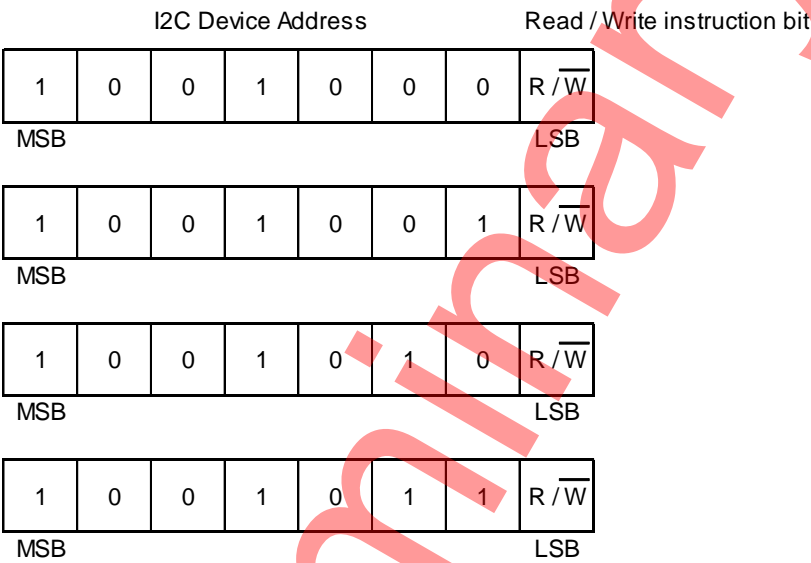 I2C Device Address Read / Write instruction bit
1 0 0 1 0 0 0 R / W
MSB LSB
1 0 0 1 0 0 1 R / W
MSB LSB
1 0 0 1 0 1 0 R / W
MSB LSB
1 0 0 1 0 1 1 R / W
MSB LSB